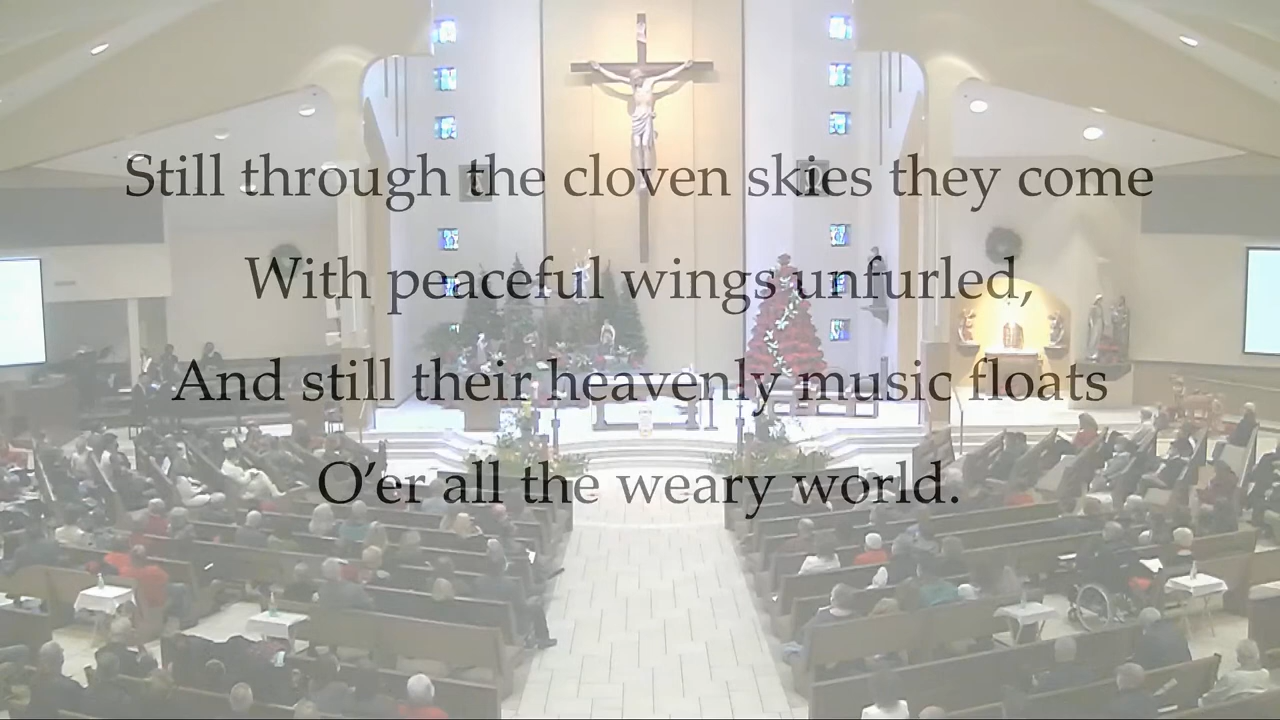 Still through the cloven skies they come
With peaceful wings unfurled,
And still their heavenly music floats
O’er all the weary world.